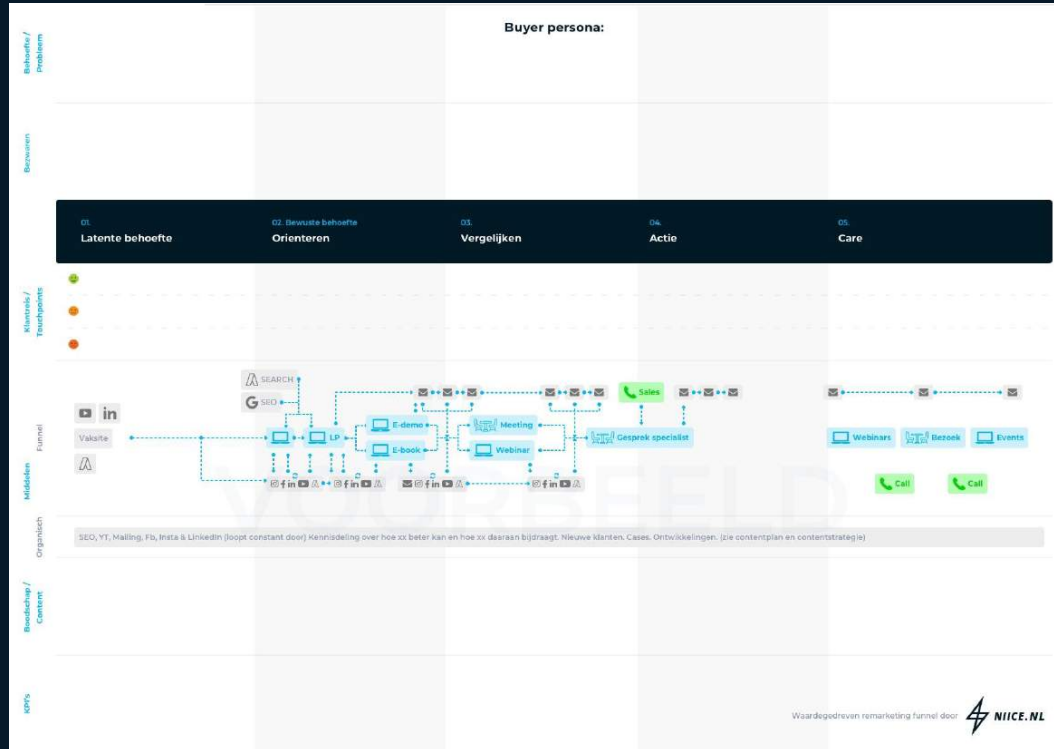 Buyer persona:
Behoefte /
Probleem
Bezwaren
01.
Latente behoefte
02. Bewuste behoefte
Orienteren
03.
Vergelijken
04.
Actie
05.
Care
Klantreis /
Touchpoints
Middelen
Funnel
SEARCH
SEO
Vaksite
LP
E-demo
E-book
Meeting
Webinar
Sales
Gesprek specialist
Webinars
Bezoek
Events
Call
Call
VOORBEELD
Organisch
SEO, YT, Mailing, Fb, Insta & LinkedIn (loopt constant door) Kennisdeling over hoe xx beter kan en hoe xx daaraan bijdraagt. Nieuwe klanten. Cases. Ontwikkelingen. (zie contentplan en contentstrategie)
Boodschap /
Content
KPI's
Waardegedreven remarketing funnel door
NIICE.NL